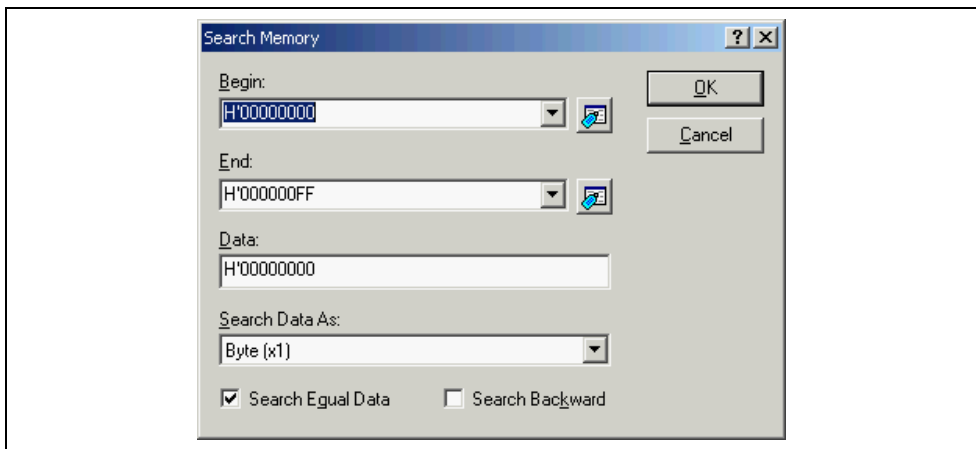 Search Memory
Begin:
H'00000000
OK
Cancel
End:
H'000000FF
Data:
H'00000000
Search Data As:
Byte (x1)
Search Equal Data
Search Backward